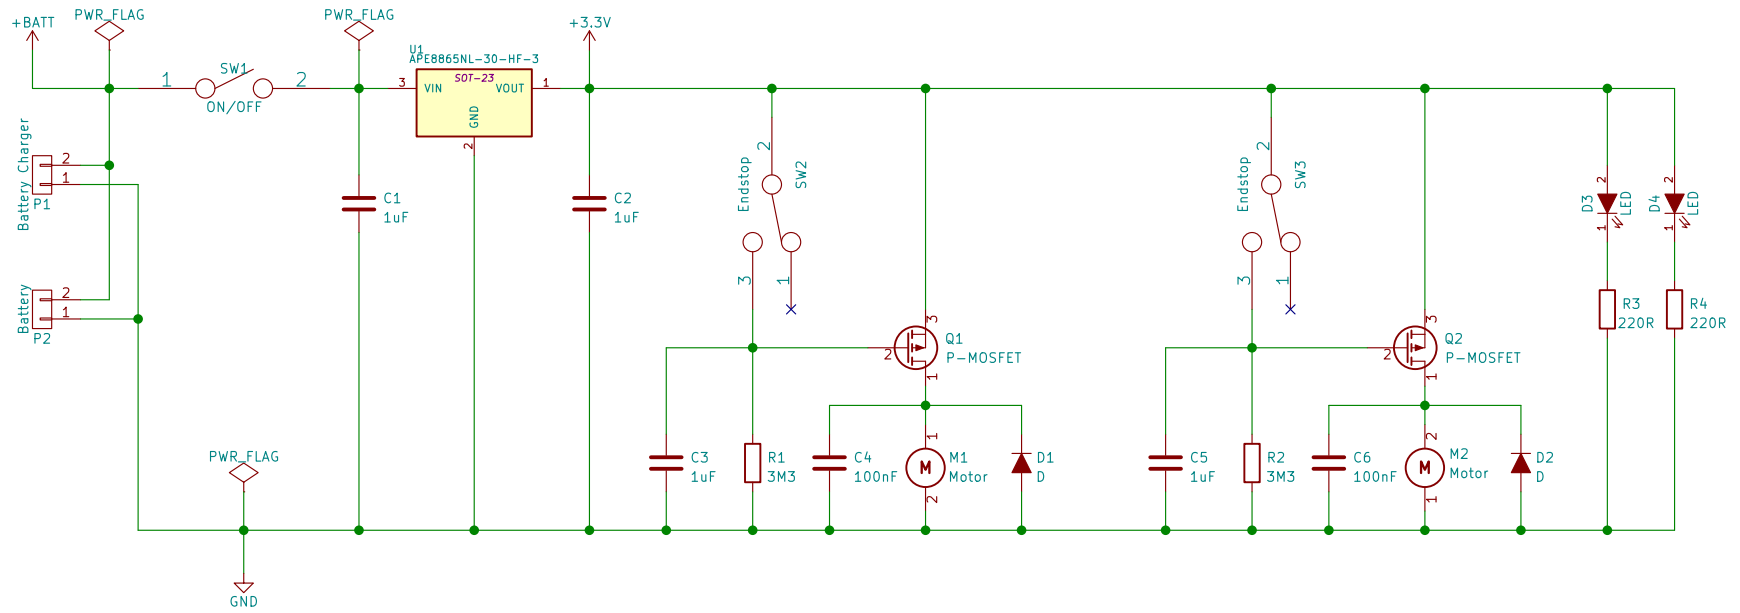 +BATT
PWR_FLAG
PWR_FLAG
+3.3V
1
SW1
2
ON/OFF
U1
APE8865NL-30-HF-3
SOT-23
3
VIN
VOUT
1
GND
2
Battery Charger
2
1
P1
C1
1uF
C2
1uF
Endstop
2
SW2
3
1
Endstop
2
SW3
3
1
D3
2
LED
1
D4
2
LED
1
Battery
2
1
P2
R3
220R
R4
220R
3
Q1
2
P-MOSFET
1
3
Q2
2
P-MOSFET
1
PWR_FLAG
C3
1uF
R1
3M3
C4
100nF
1
M
M1
Motor
2
D1
D
C5
1uF
R2
3M3
C6
100nF
2
M
M2
Motor
1
D2
D
GND